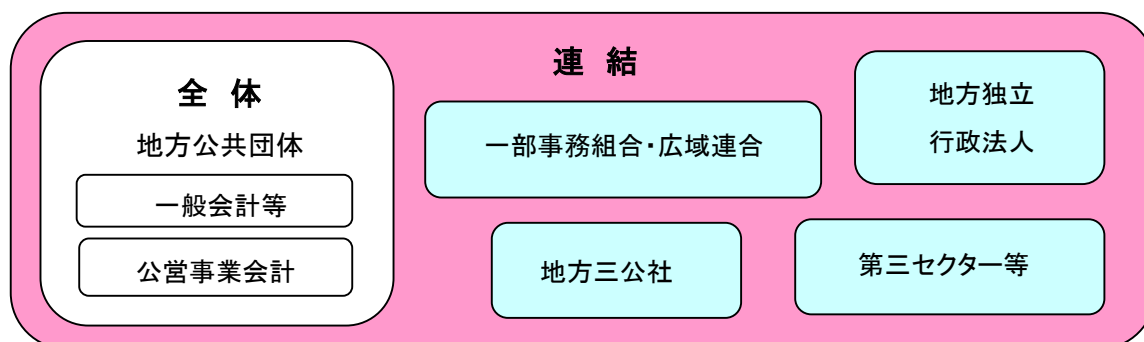 連 結
全 体
地方公共団体
一般会計等
公営事業会計
一部事務組合・広域連合
地方独立
行政法人
地方三公社
第三セクター等